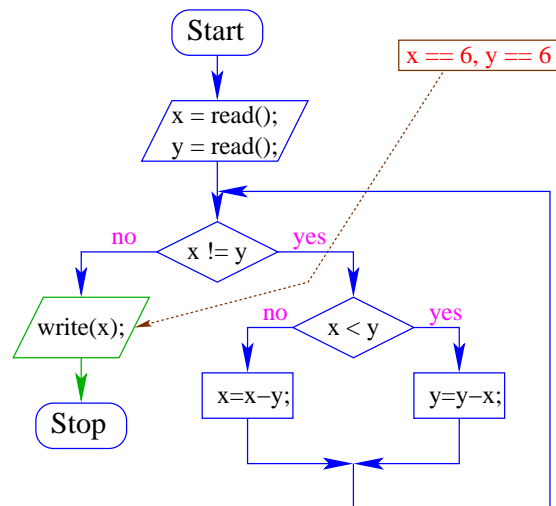 Start
x == 6, y == 6
x = read();
y = read();
no
x != y
yes
write(x);
no
x < y
yes
x=x−y;
y=y−x;
Stop